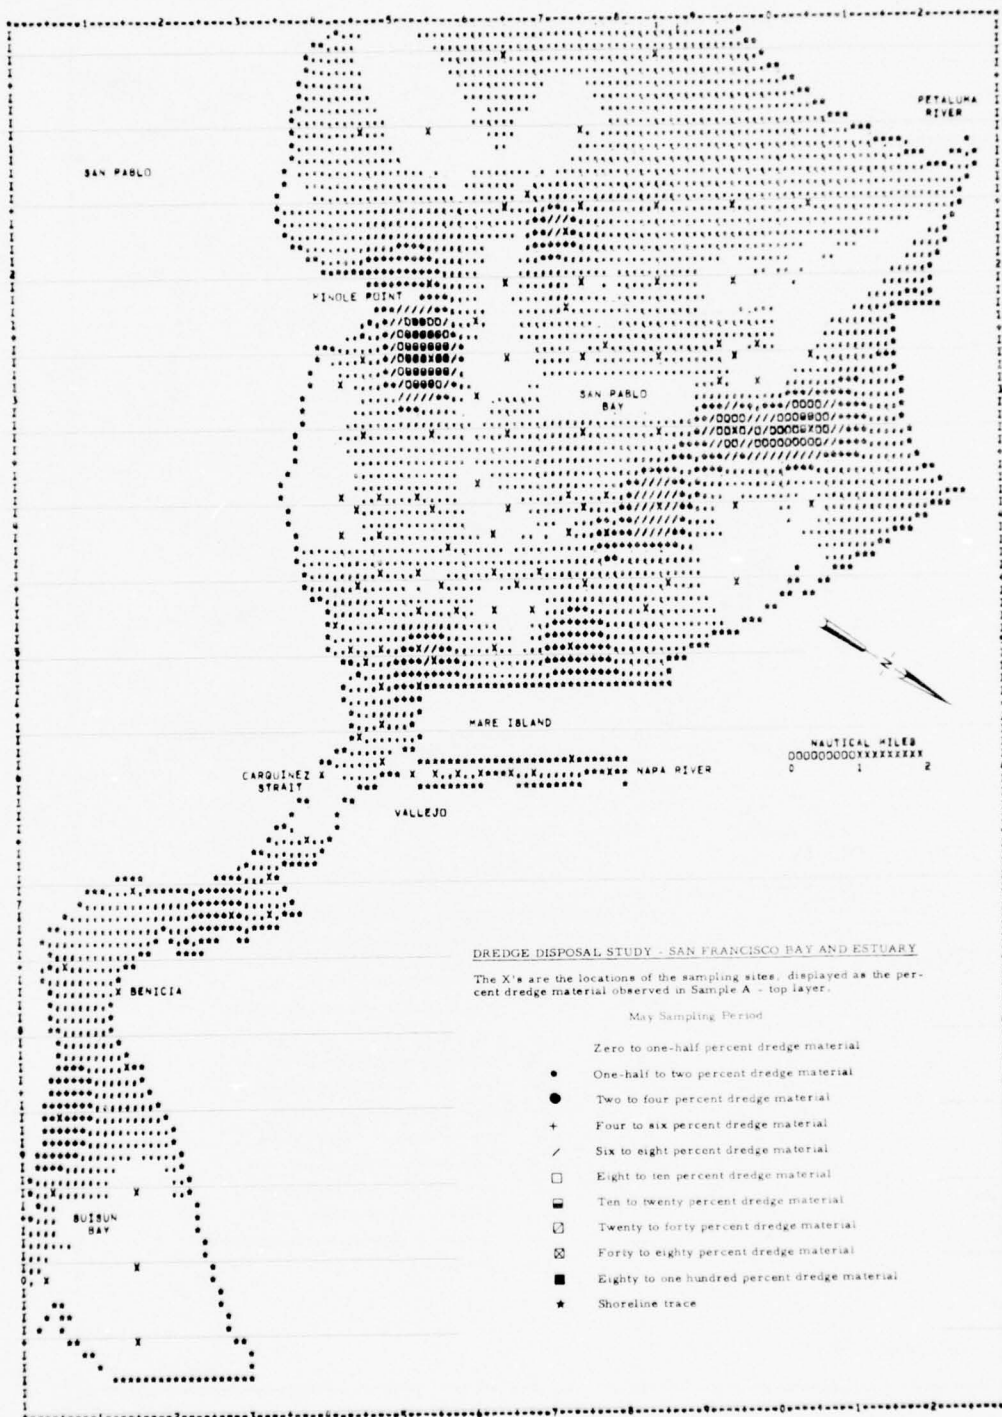 PETALUMA
RIVER
SAN PABLO
PINOLE POINT
SAN PABLO
BAY
MARE ISLAND
NAUTICAL MILES
0 1 2
CARQUINEZ
STRAIT
NAPA RIVER
VALLEJO
BENICIA
SUISUN
BAY
DREDGE DISPOSAL STUDY - SAN FRANCISCO BAY AND ESTUARY
The X's are the locations of the sampling sites, displayed as the per-
cent dredge material observed in Sample A - top layer.
May Sampling Period
Zero to one-half percent dredge material
One-half to two percent dredge material
Two to four percent dredge material
Four to six percent dredge material
Six to eight percent dredge material
Eight to ten percent dredge material
Ten to twenty percent dredge material
Twenty to forty percent dredge material
Forty to eighty percent dredge material
Eighty to one hundred percent dredge material
Shoreline trace